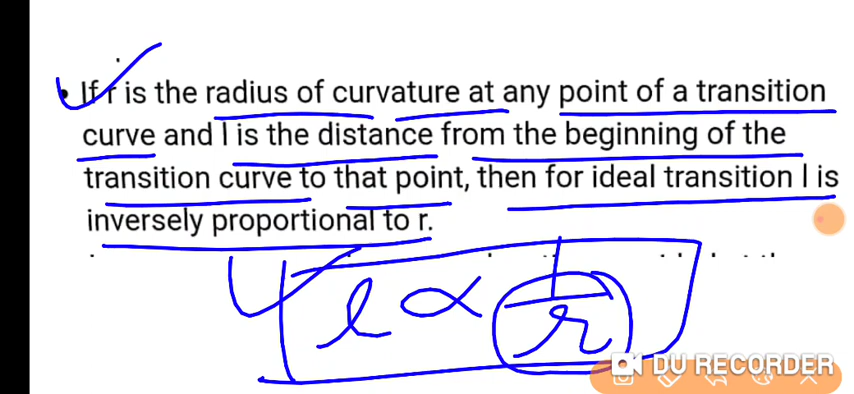 • If r is the radius of curvature at any point of a transition
curve and l is the distance from the beginning of the
transition curve to that point, then for ideal transition l is
inversely proportional to r.
l ∝ 1/r
DU RECORDER